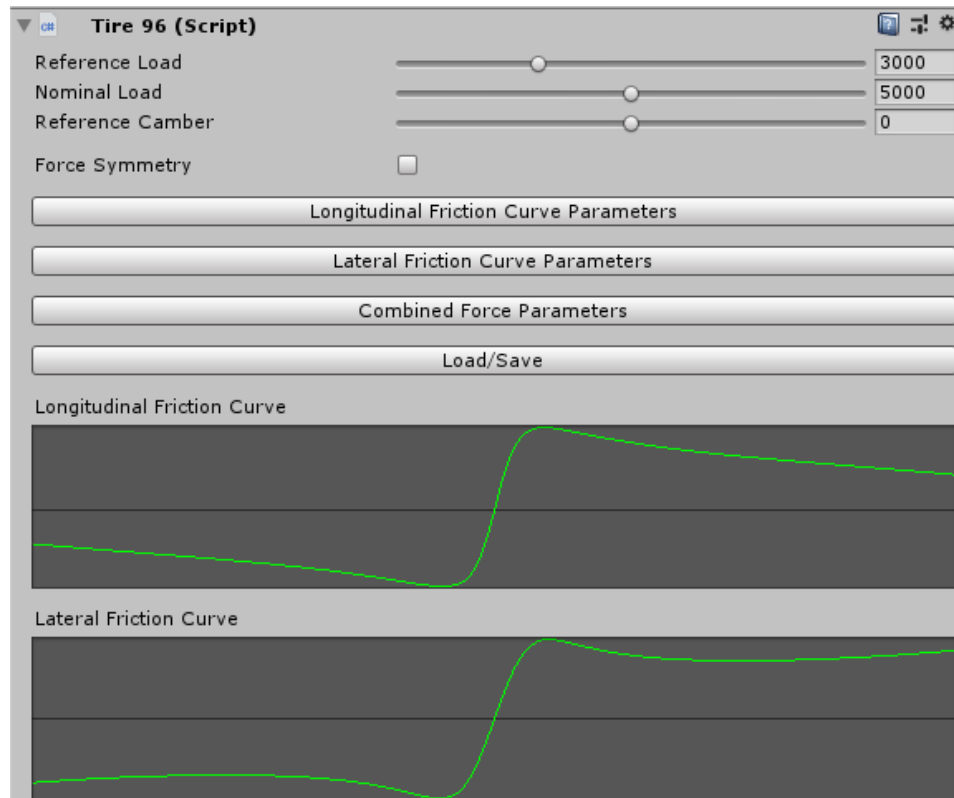 Tire 96 (Script)
Reference Load 3000
Nominal Load 5000
Reference Camber 0
Force Symmetry
Longitudinal Friction Curve Parameters
Lateral Friction Curve Parameters
Combined Force Parameters
Load/Save
Longitudinal Friction Curve
Lateral Friction Curve